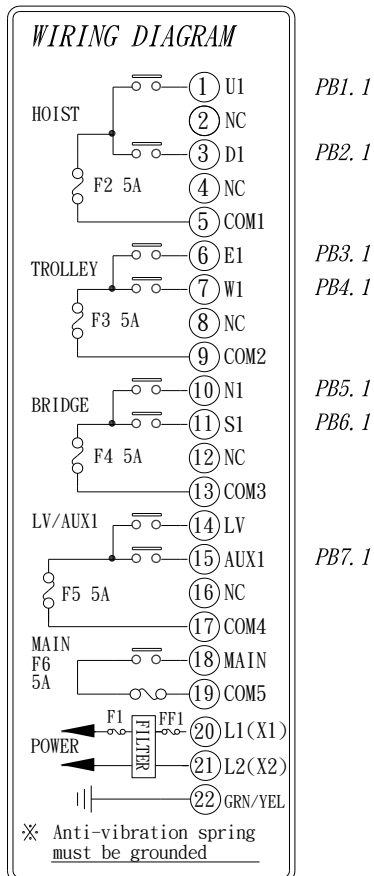 WIRING DIAGRAM
1 U1 PB1.1
HOIST
2 NC
3 D1 PB2.1
4 NC
F2 5A
5 COM1
6 E1 PB3.1
TROLLEY
7 W1 PB4.1
8 NC
F3 5A
9 COM2
10 N1 PB5.1
BRIDGE
11 S1 PB6.1
12 NC
F4 5A
13 COM3
LV/AUX1
14 LV
15 AUX1 PB7.1
16 NC
F5 5A
17 COM4
MAIN
F6
5A
18 MAIN
19 COM5
F1 FILTER FF1 20 L1(X1)
POWER
21 L2(X2)
22 GRN/YEL
※ Anti-vibration spring
must be grounded